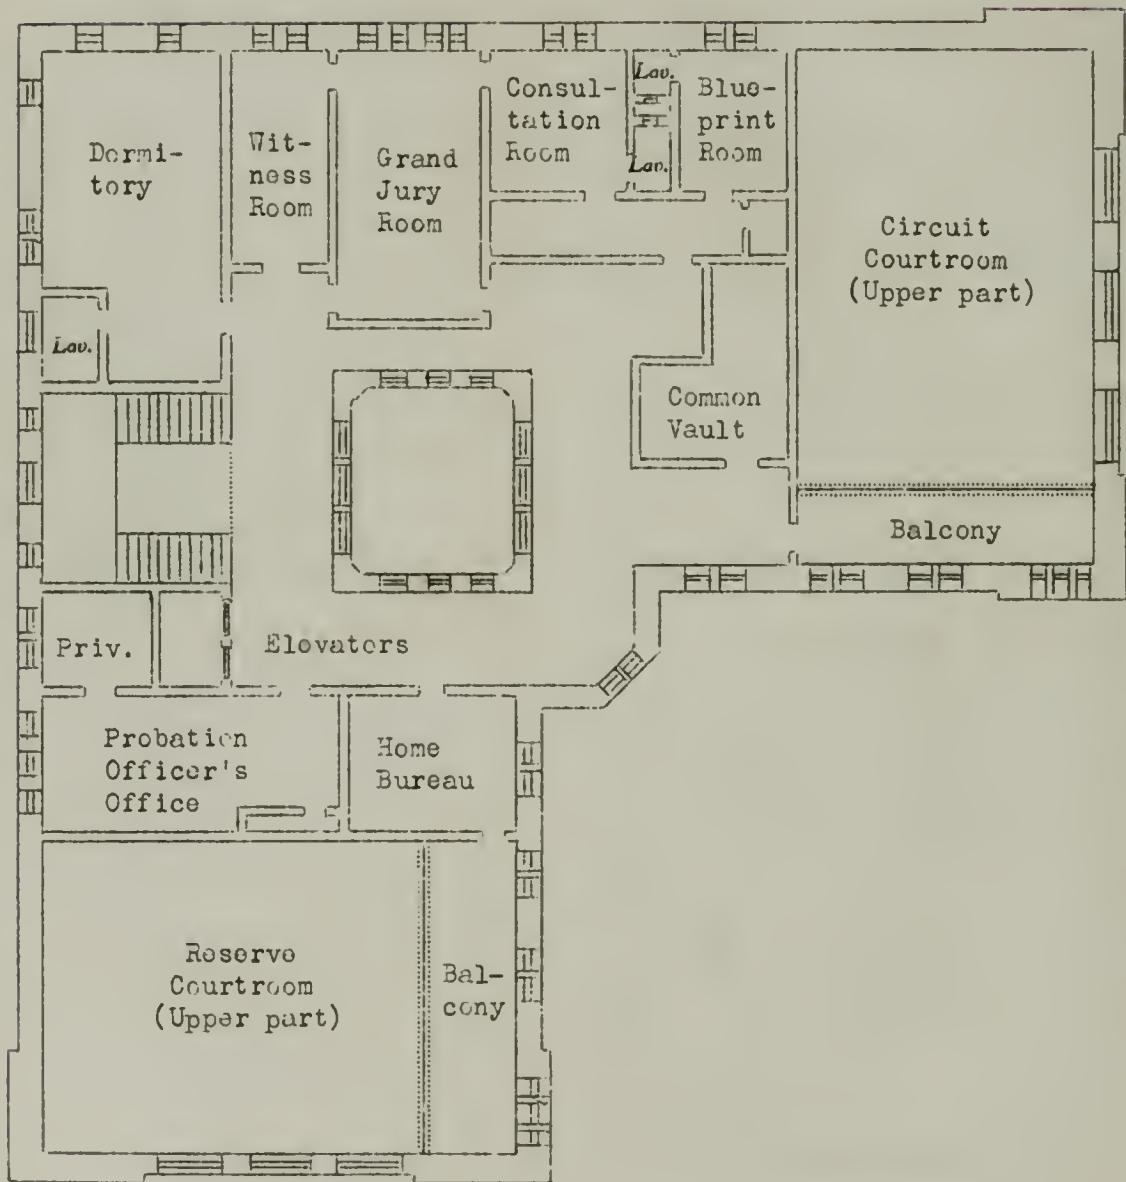 Dormi-
tory
Wit-
ness
Room
Grand
Jury
Room
Consul-
tation
Room
Lav.
Lav.
Blue-
print
Room
Circuit
Courtroom
(Upper part)
Lav.
Common
Vault
Balcony
Priv.
Elevators
Probation
Officer's
Office
Home
Bureau
Reserve
Courtroom
(Upper part)
Bal-
cony